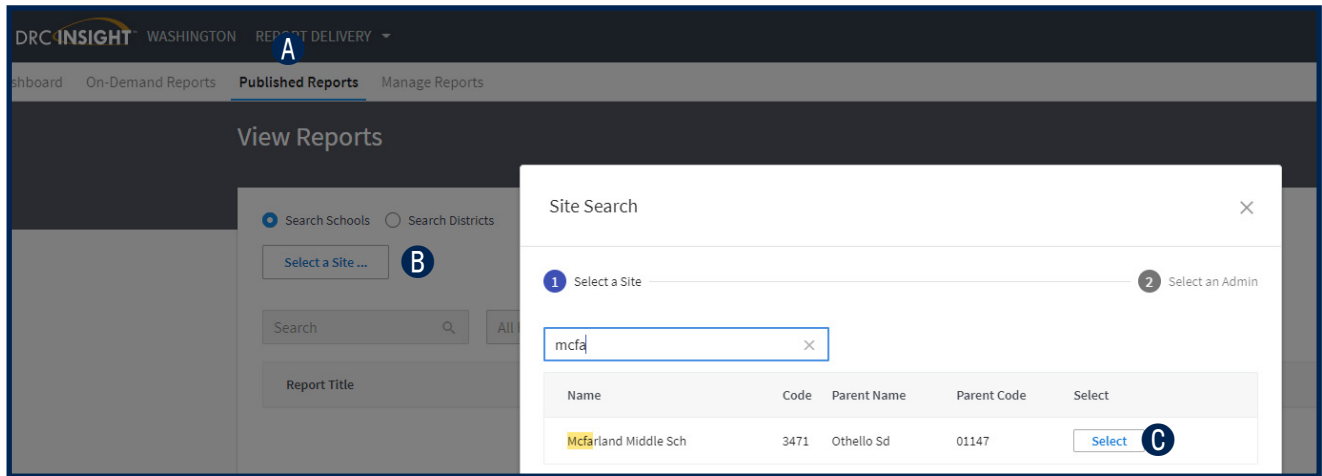 DRC INSIGHT WASHINGTON REPORT DELIVERY
A
shboard On-Demand Reports Published Reports Manage Reports
View Reports
Search Schools Search Districts
Select a Site ...
B
Search All
Report Title
Site Search
1 Select a Site 2 Select an Admin
mcfa
Name Code Parent Name Parent Code Select
Mcfarland Middle Sch 3471 Othello Sd 01147 Select C